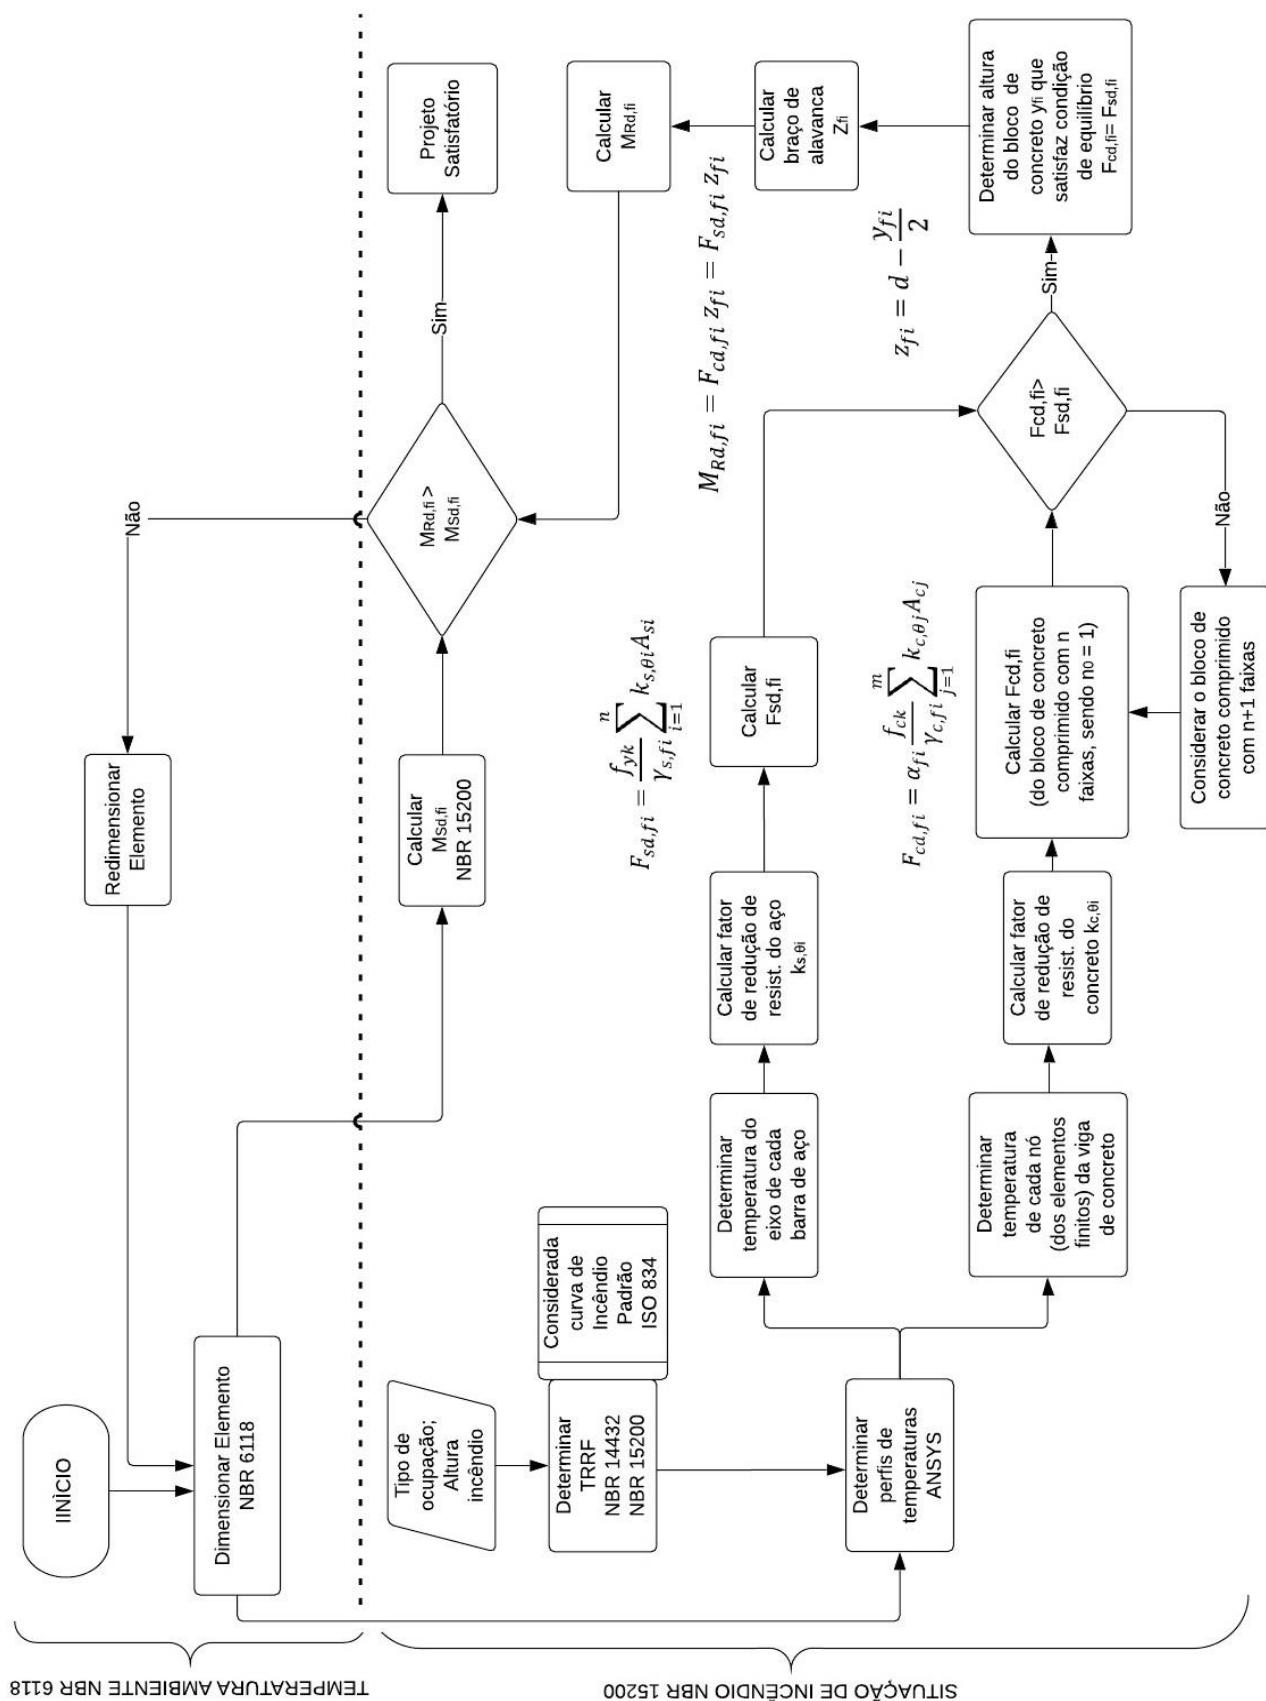 TEMPERATURA AMBIENTE NBR 6118
IINÌCIO
Dimensionar Elemento
NBR 6118
Redimensionar
Elemento
Não
SITUAÇÃO DE INCÊNDIO NBR 15200
Tipo de
ocupação;
Altura
incêndio
Determinar
TRRF
NBR 14432
NBR 15200
Considerada
curva de
Incêndio
Padrão
ISO 834
Determinar
perfis de
temperaturas
ANSYS
Determinar
temperatura do
eixo de cada
barra de aço
Calcular fator
de redução de
resist. do aço
ks,θi
Calcular
Fsd,fi
F_{sd,fi} = \frac{f_{yk}}{γ_{s,fi}} \sum_{i=1}^{n} k_{s,θi} A_{si}
Determinar
temperatura
de cada nó
(dos elementos
finitos) da viga
de concreto
Calcular fator
de redução de
resist. do
concreto kc,θi
Calcular Fcd,fi
(do bloco de concreto
comprimido com n
faixas, sendo n0 = 1)
F_{cd,fi} = α_{fi} \frac{f_{ck}}{γ_{c,fi}} \sum_{j=1}^{m} k_{c,θj} A_{cj}
Considerar o bloco de
concreto comprimido
com n+1 faixas
Não
Fcd,fi>
Fsd,fi
Sim
Determinar altura
do bloco de
concreto yfi que
satisfaz condição
de equilíbrio
Fcd,fi= Fsd,fi
z_{fi} = d - \frac{y_{fi}}{2}
Calcular
braço de
alavanca
Zfi
M_{Rd,fi} = F_{cd,fi} z_{fi} = F_{sd,fi} z_{fi}
Calcular
MRd,fi
Calcular
MSd,fi
NBR 15200
MRd,fi >
MSd,fi
Sim
Projeto
Satisfatório